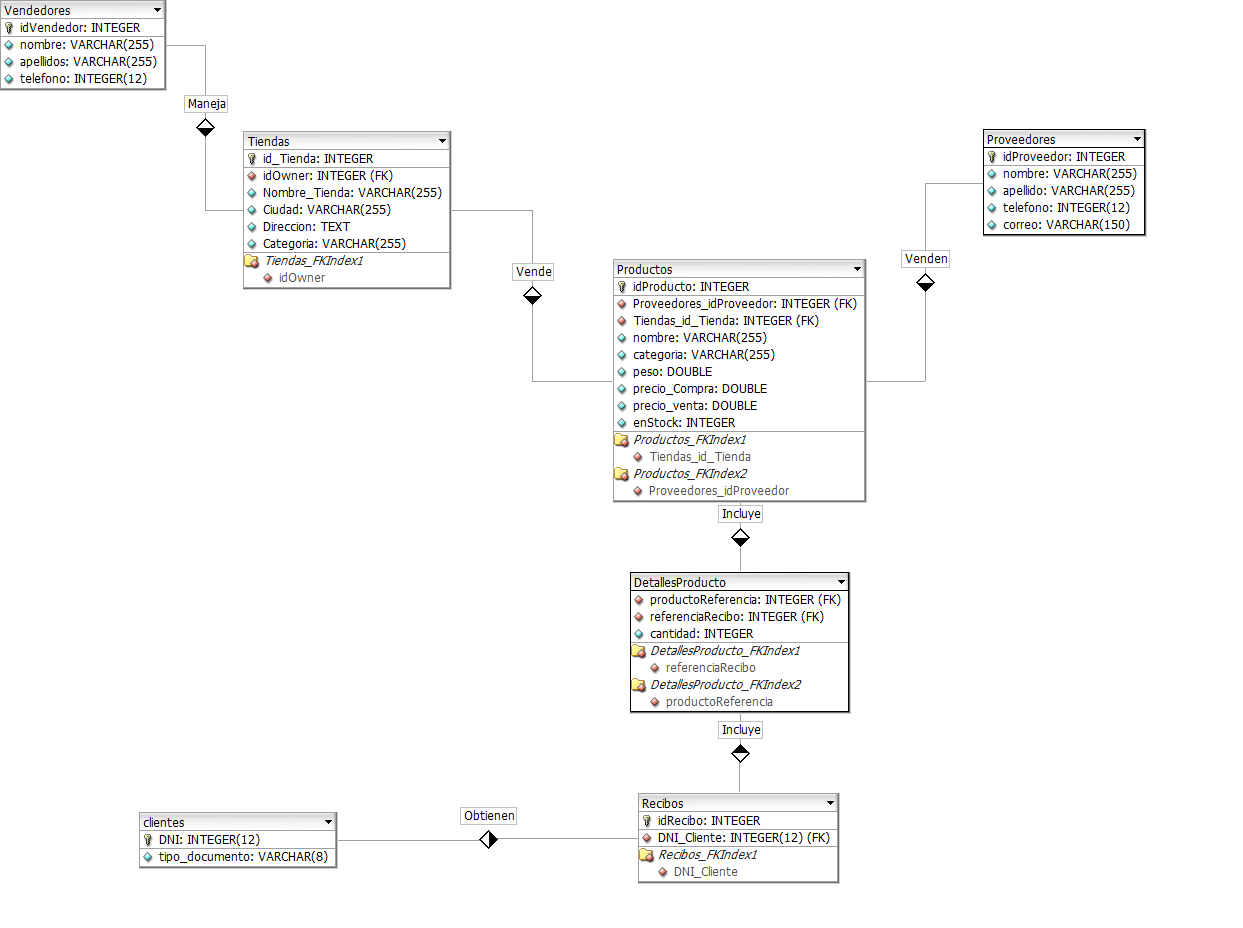 Vendedores
idVendedor: INTEGER
nombre: VARCHAR(255)
apellidos: VARCHAR(255)
telefono: INTEGER(12)
Maneja
Tiendas
id_Tienda: INTEGER
idOwner: INTEGER (FK)
Nombre_Tienda: VARCHAR(255)
Ciudad: VARCHAR(255)
Direccion: TEXT
Categoria: VARCHAR(255)
Tiendas_FKIndex1
idOwner
Vende
Proveedores
idProveedor: INTEGER
nombre: VARCHAR(255)
apellido: VARCHAR(255)
telefono: INTEGER(12)
correo: VARCHAR(150)
Venden
Productos
idProducto: INTEGER
Proveedores_idProveedor: INTEGER (FK)
Tiendas_id_Tienda: INTEGER (FK)
nombre: VARCHAR(255)
categoria: VARCHAR(255)
peso: DOUBLE
precio_Compra: DOUBLE
precio_venta: DOUBLE
enStock: INTEGER
Productos_FKIndex1
Tiendas_id_Tienda
Productos_FKIndex2
Proveedores_idProveedor
Incluye
DetallesProducto
productoReferencia: INTEGER (FK)
referenciaRecibo: INTEGER (FK)
cantidad: INTEGER
DetallesProducto_FKIndex1
referenciaRecibo
DetallesProducto_FKIndex2
productoReferencia
Incluye
Recibos
idRecibo: INTEGER
DNI_Cliente: INTEGER(12) (FK)
Recibos_FKIndex1
DNI_Cliente
Obtienen
clientes
DNI: INTEGER(12)
tipo_documento: VARCHAR(8)